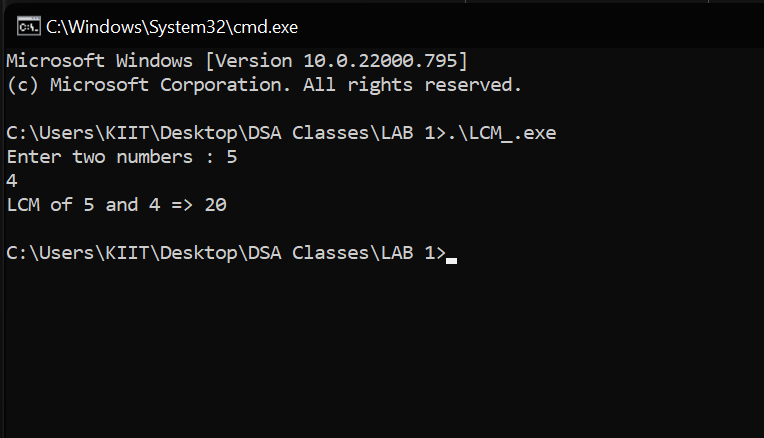 C:\Windows\System32\cmd.exe
Microsoft Windows [Version 10.0.22000.795]
(c) Microsoft Corporation. All rights reserved.
C:\Users\KIIT\Desktop\DSA Classes\LAB 1>.\LCM_.exe
Enter two numbers : 5
4
LCM of 5 and 4 => 20
C:\Users\KIIT\Desktop\DSA Classes\LAB 1>